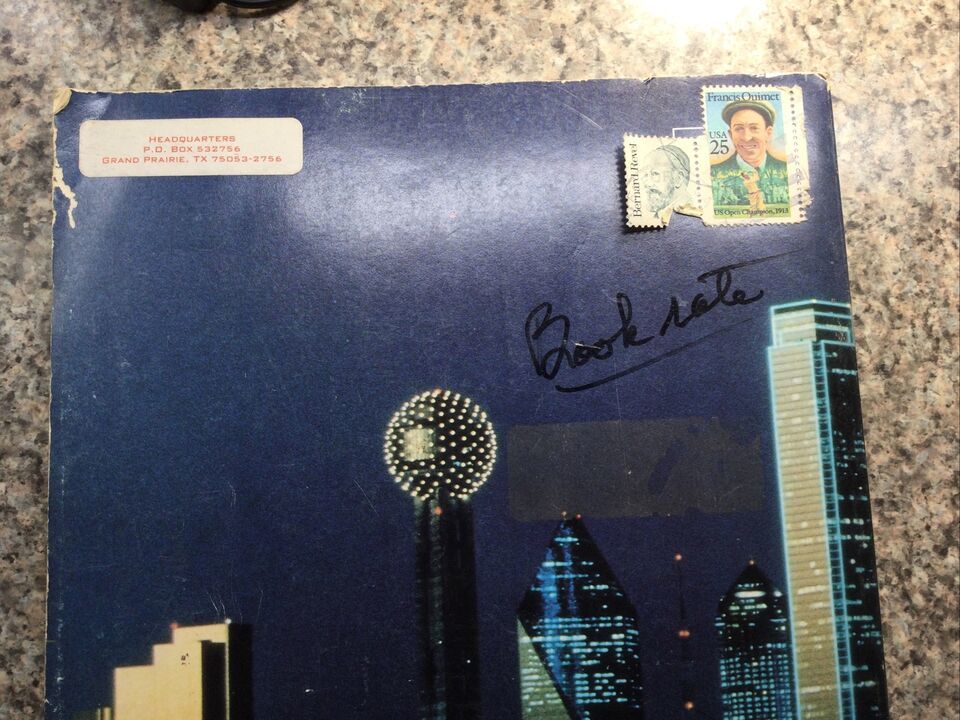 HEADQUARTERS
P.O. BOX 532756
GRAND PRAIRIE, TX 75053-2756
Francis Ouimet
USA
25
US Open Champion, 1913
Bernard Revel
Book rate